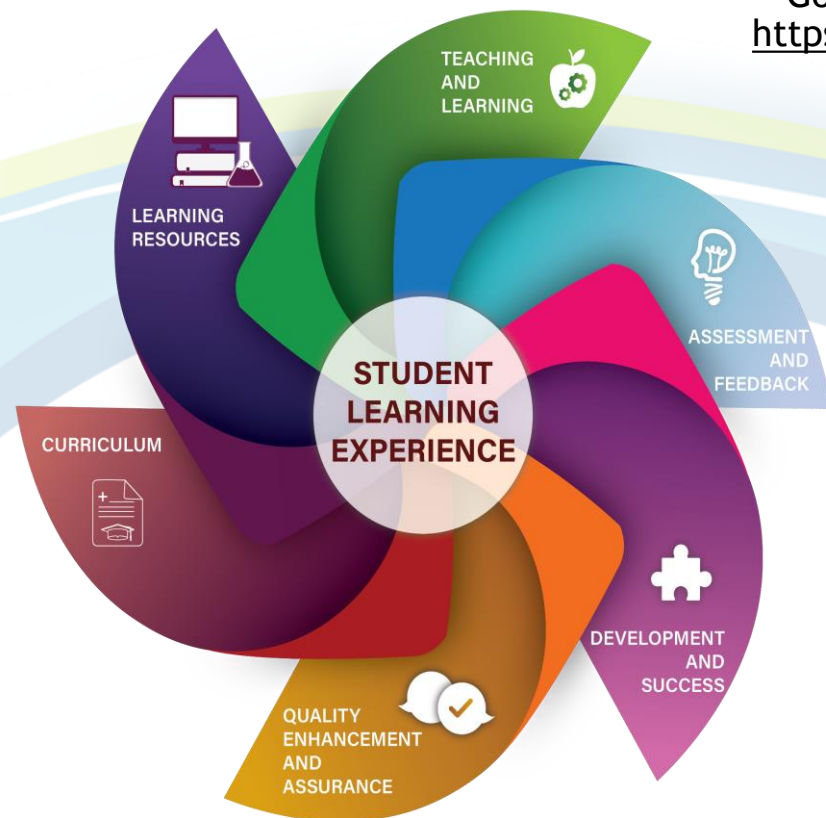 https
TEACHING
AND
LEARNING
LEARNING
RESOURCES
ASSESSMENT
AND
FEEDBACK
STUDENT
LEARNING
EXPERIENCE
CURRICULUM
DEVELOPMENT
AND
SUCCESS
QUALITY
ENHANCEMENT
AND
ASSURANCE